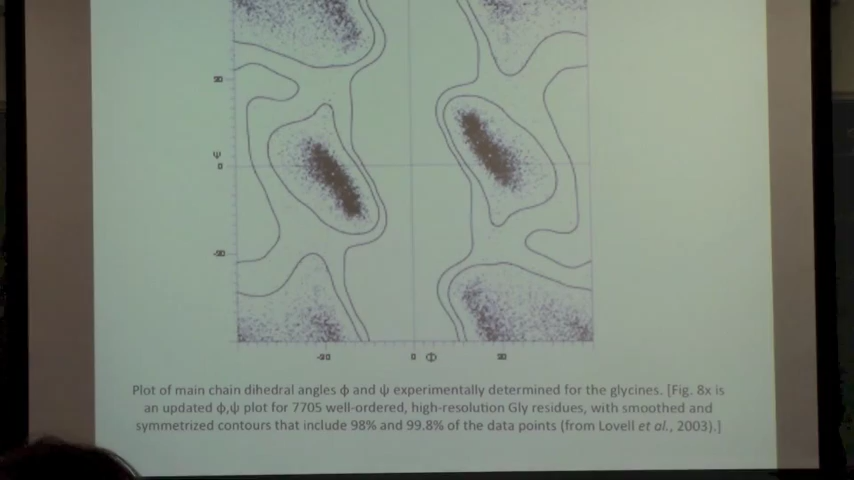 90
Ψ
0
-90
-90 0 Φ 90
Plot of main chain dihedral angles ϕ and ψ experimentally determined for the glycines. [Fig. 8x is
an updated ϕ,ψ plot for 7705 well-ordered, high-resolution Gly residues, with smoothed and
symmetrized contours that include 98% and 99.8% of the data points (from Lovell et al., 2003).]